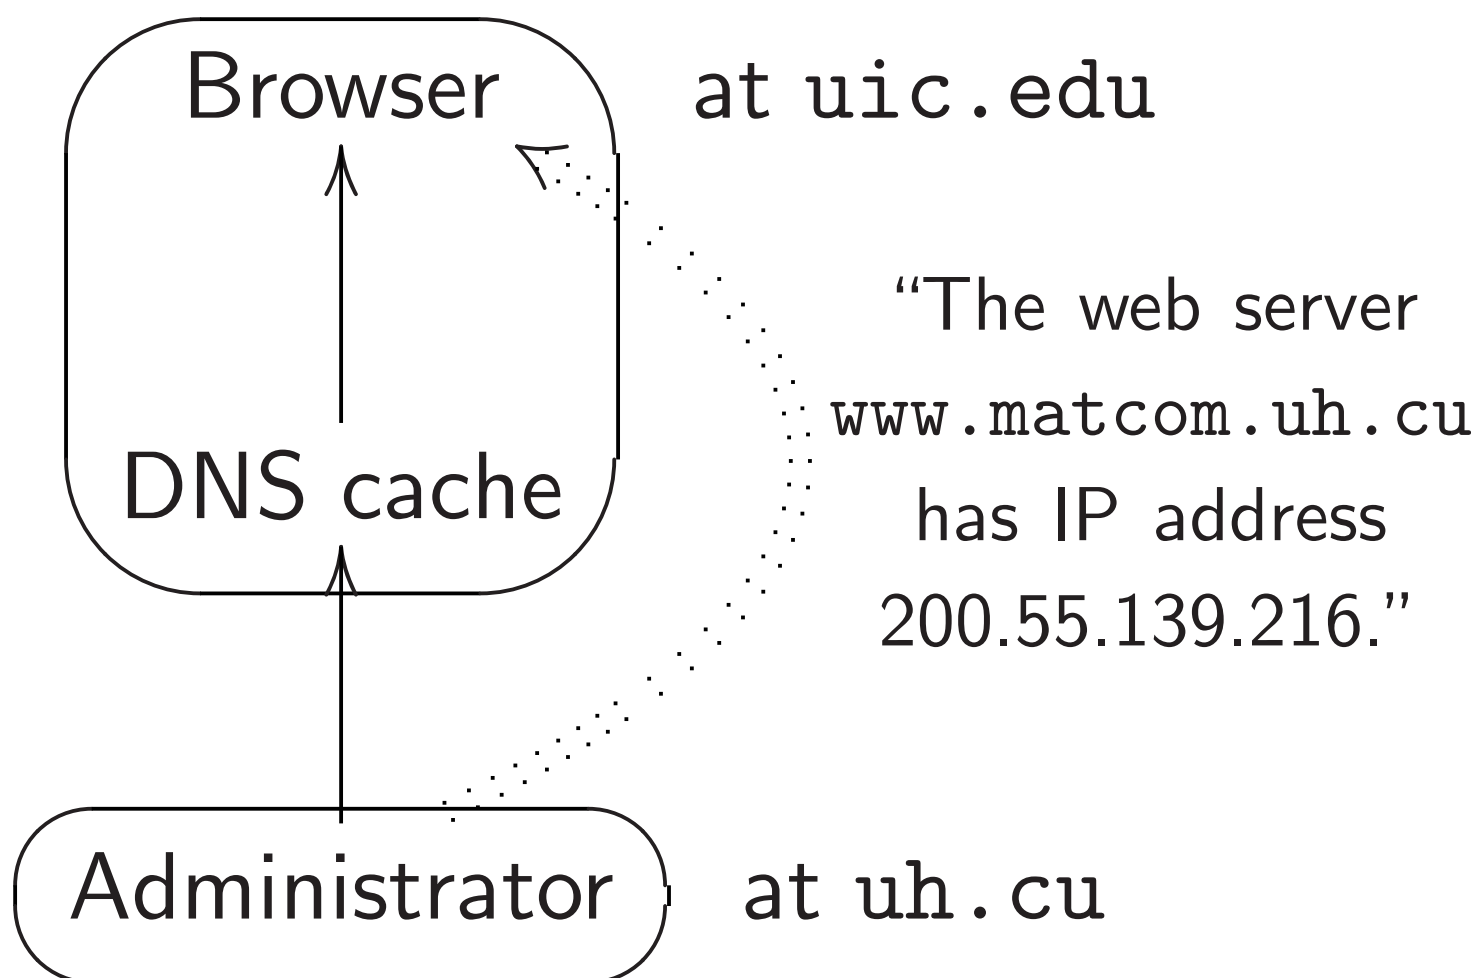 Browser at uic.edu
“The web server
www.matcom.uh.cu
DNS cache
has IP address
200.55.139.216.”
Administrator at uh.cu